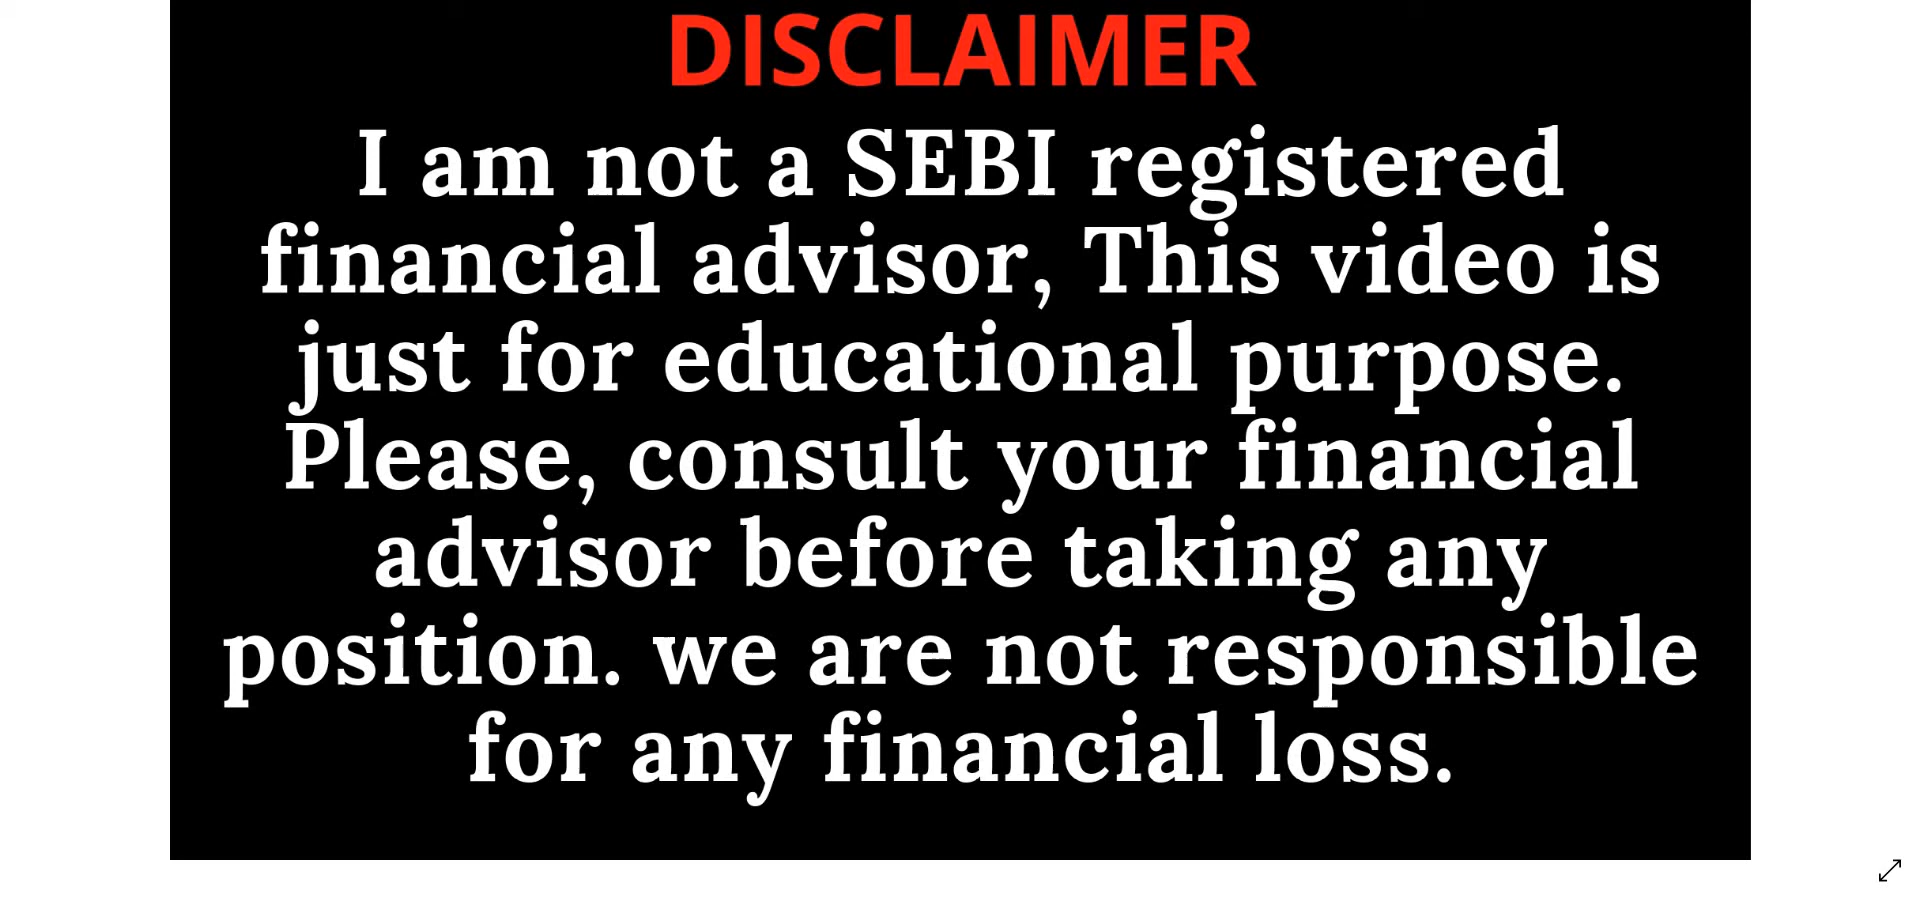 DISCLAIMER
I am not a SEBI registered
financial advisor, This video is
just for educational purpose.
Please, consult your financial
advisor before taking any
position. we are not responsible
for any financial loss.